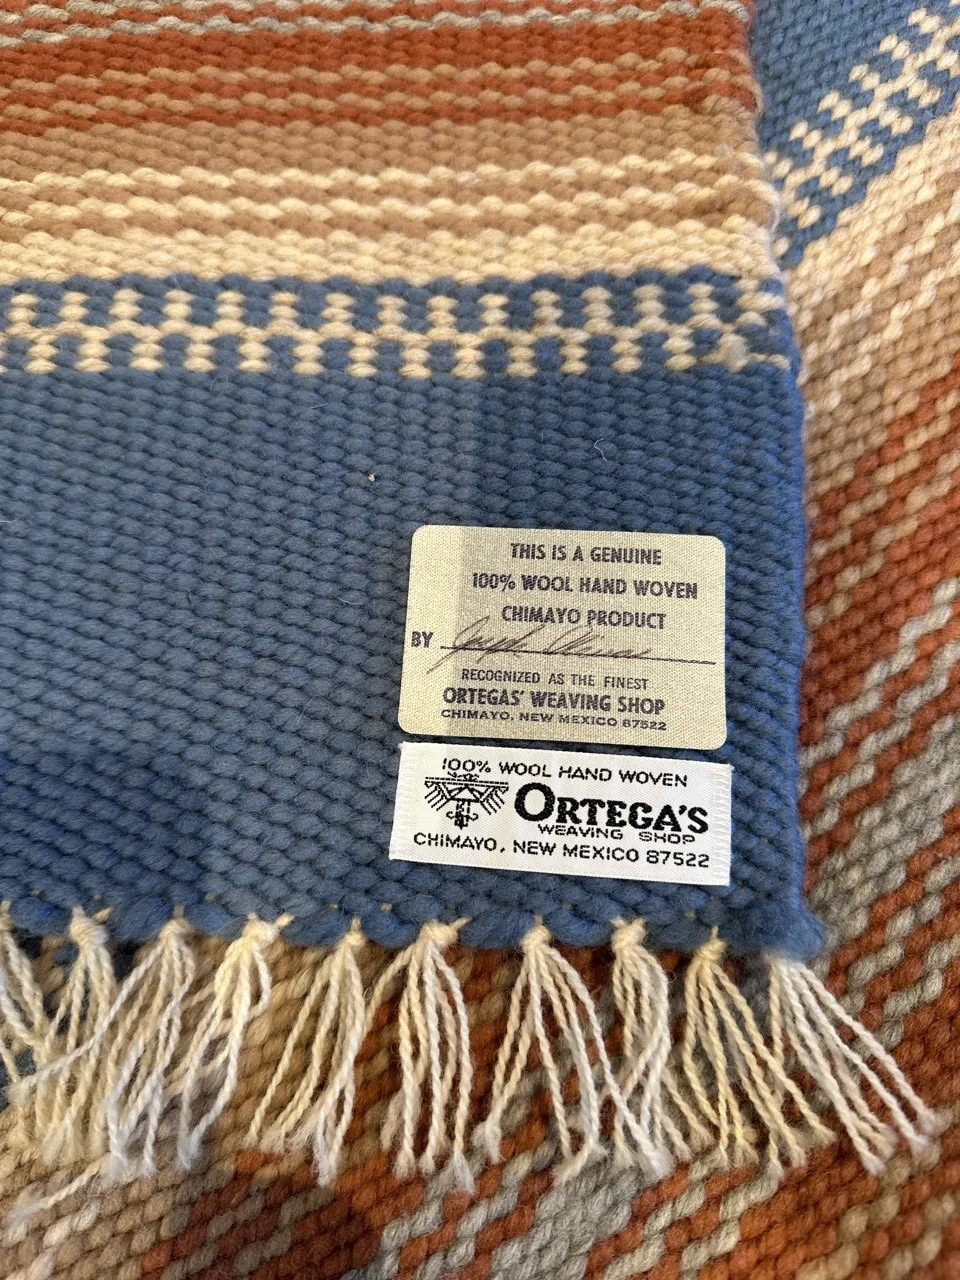 THIS IS A GENUINE
100% WOOL HAND WOVEN
CHIMAYO PRODUCT
BY
RECOGNIZED AS THE FINEST
ORTEGAS' WEAVING SHOP
CHIMAYO, NEW MEXICO 87522
100% WOOL HAND WOVEN
ORTEGA'S
WEAVING SHOP
CHIMAYO, NEW MEXICO 87522